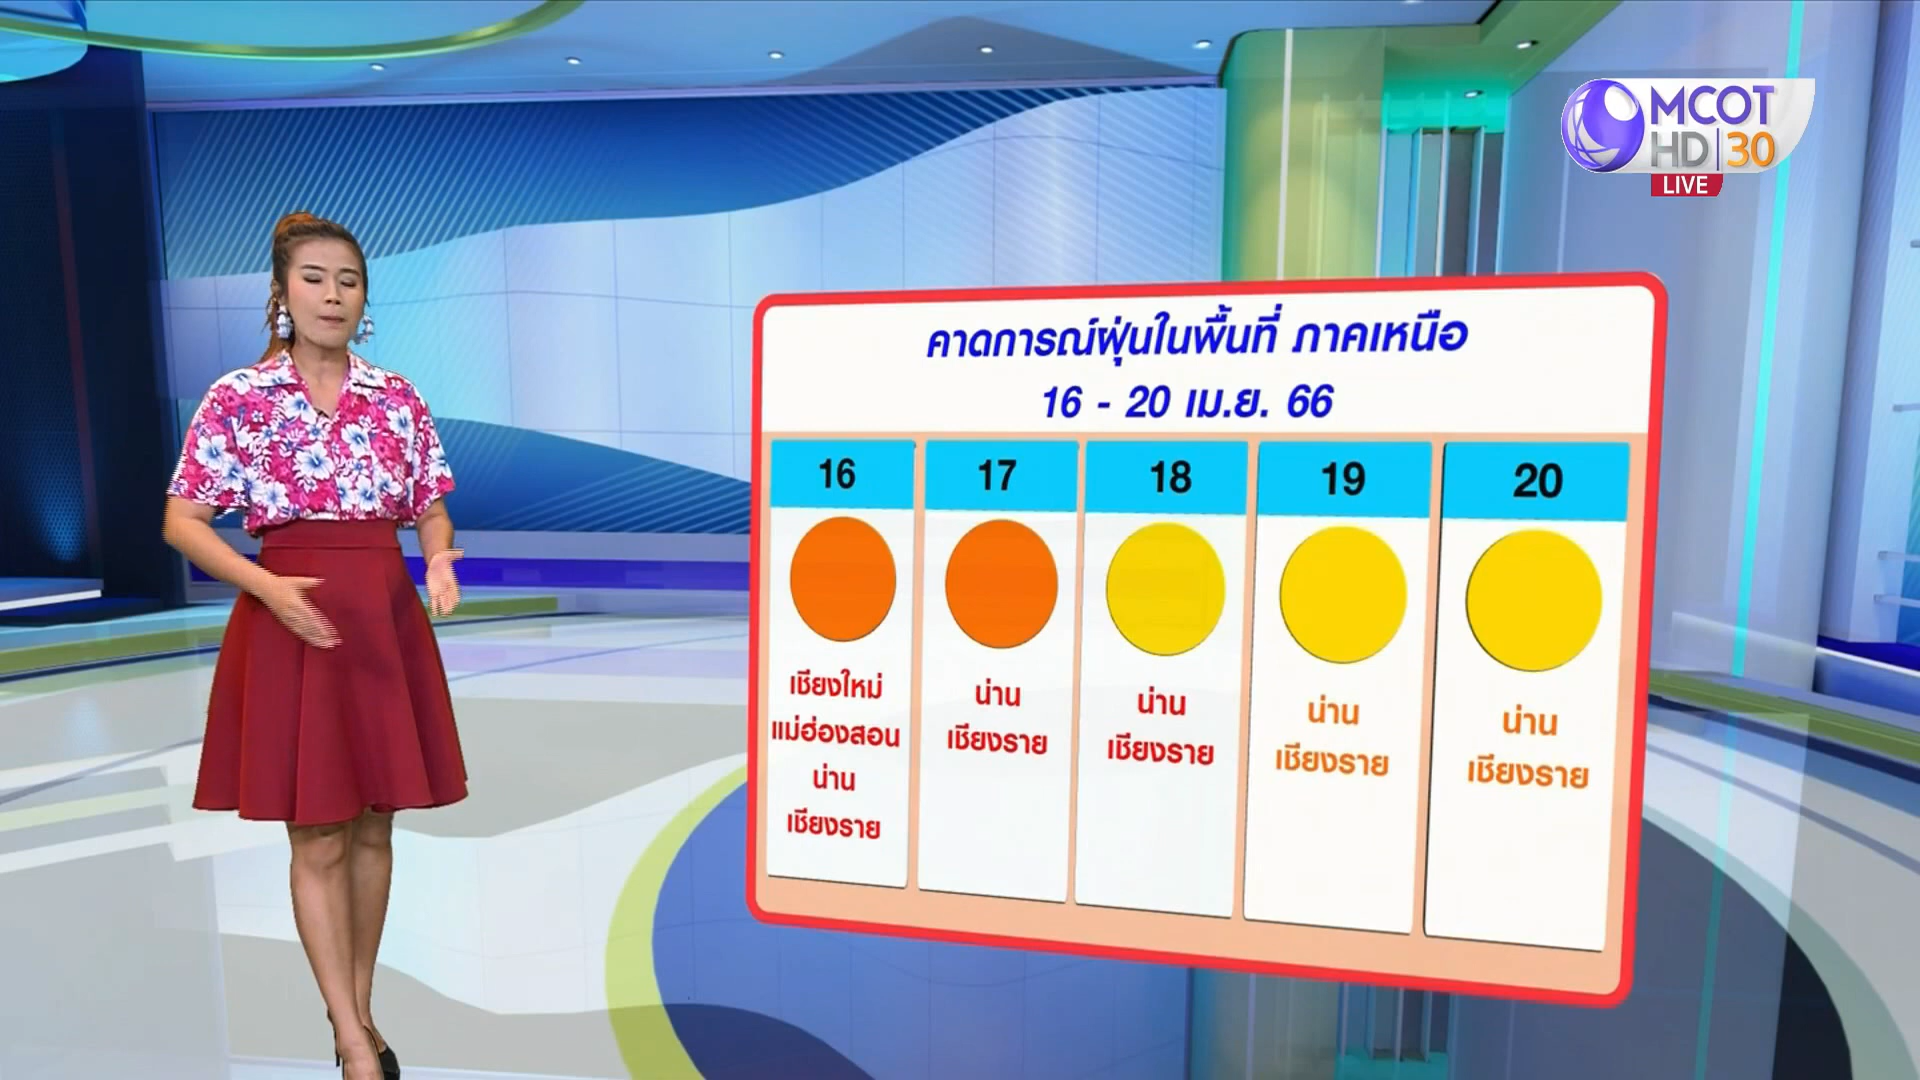 MCOT
HD 30
LIVE
คาดการณ์ฝุ่นในพื้นที่ ภาคเหนือ
16 - 20 เม.ย. 66
16
17
18
19
20
เชียงใหม่
แม่ฮ่องสอน
น่าน
เชียงราย
น่าน
เชียงราย
น่าน
เชียงราย
น่าน
เชียงราย
น่าน
เชียงราย